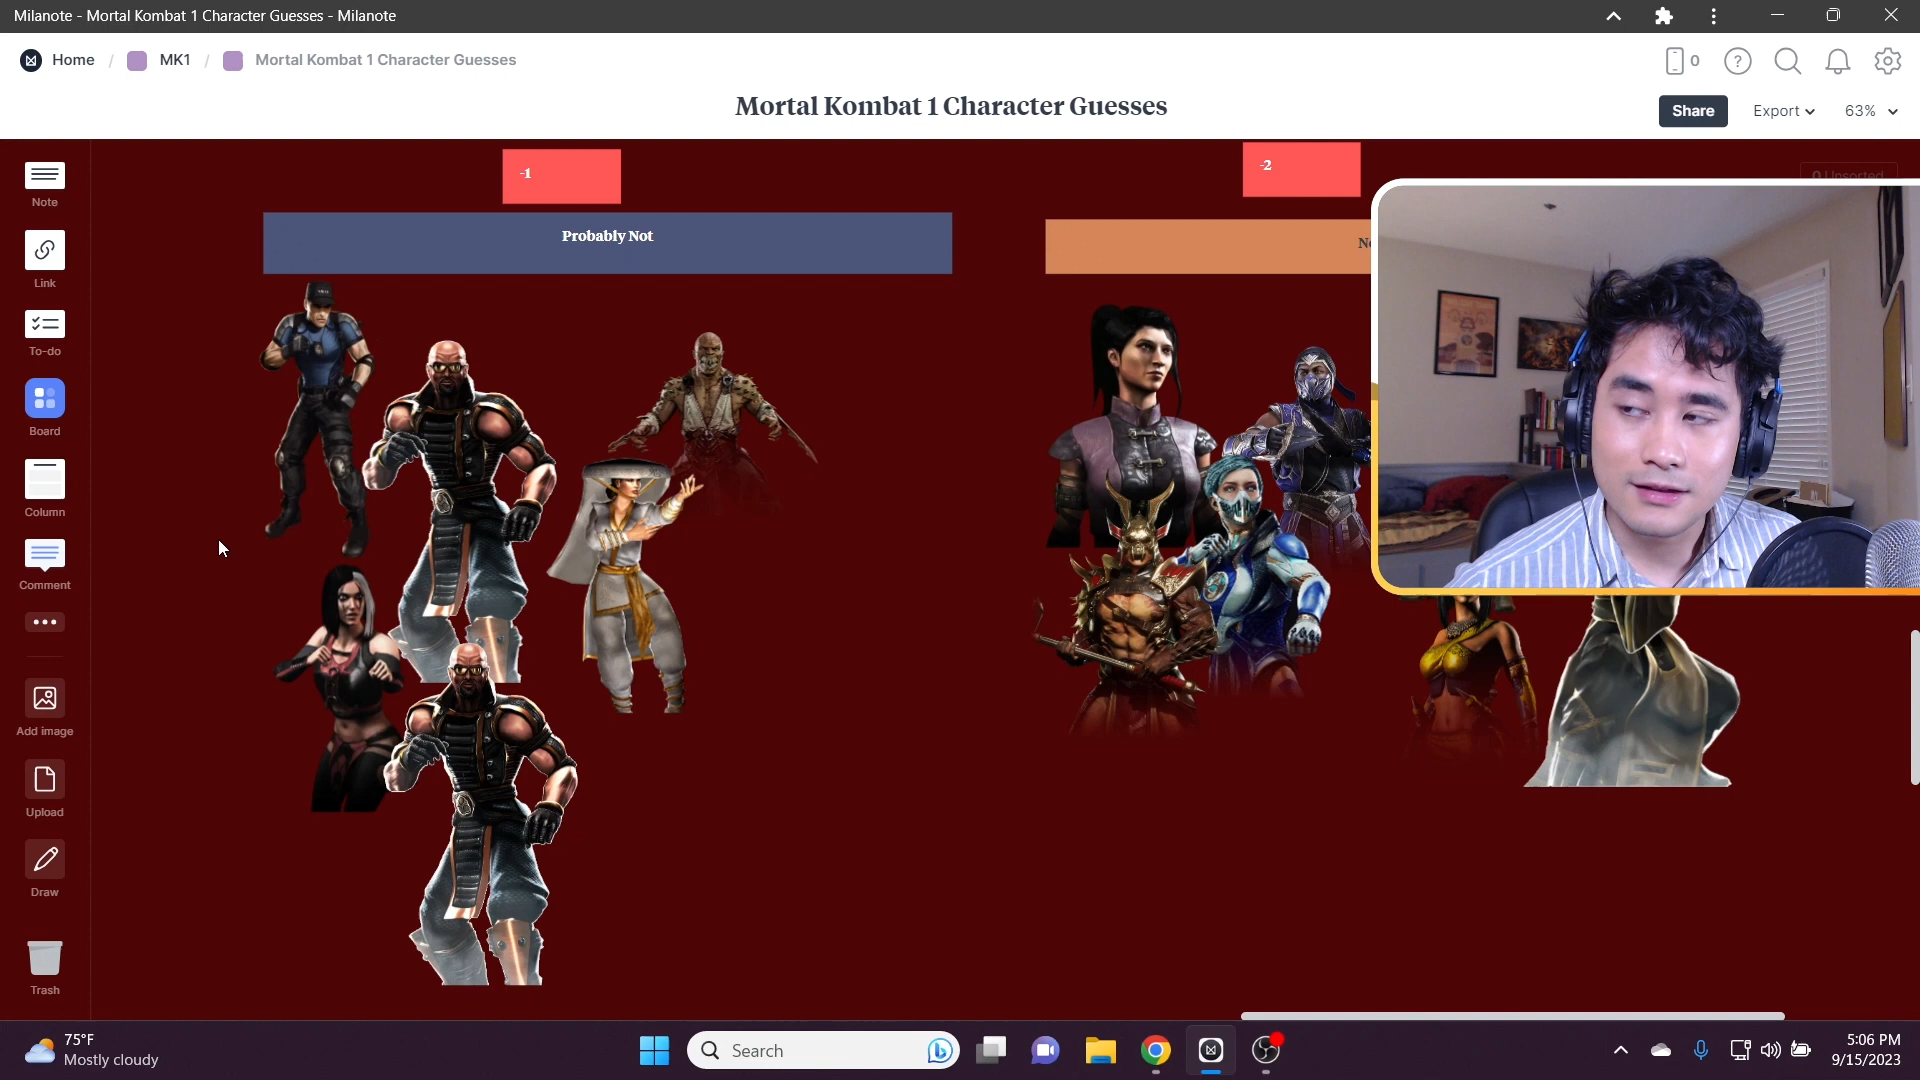 Milanote - Mortal Kombat 1 Character Guesses - Milanote
Home / MK1 / Mortal Kombat 1 Character Guesses
0
Mortal Kombat 1 Character Guesses
Share
Export
63%
0 Unsorted
-1
-2
Probably Not
Note
Link
To-do
Board
Column
Comment
Add image
Upload
Draw
Trash
75°F
Mostly cloudy
Search
5:06 PM
9/15/2023